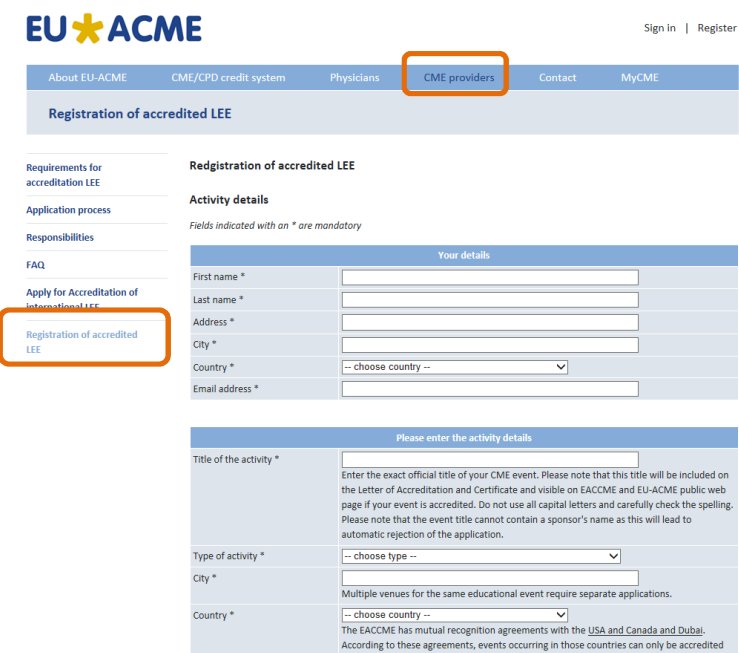 EU ACME
Sign in | Register
About EU-ACME CME/CPD credit system Physicians CME providers Contact MyCME
Registration of accredited LEE
Requirements for
accreditation LEE
Application process
Responsibilities
FAQ
Apply for Accreditation of
international LEE
Registration of accredited
LEE
Redgistration of accredited LEE
Activity details
Fields indicated with an * are mandatory
Your details
First name *
Last name *
Address *
City *
Country * -- choose country --
Email address *
Please enter the activity details
Title of the activity *
Enter the exact official title of your CME event. Please note that this title will be included on
the Letter of Accreditation and Certificate and visible on EACCME and EU-ACME public web
page if your event is accredited. Do not use all capital letters and carefully check the spelling.
Please note that the event title cannot contain a sponsor's name as this will lead to
automatic rejection of the application.
Type of activity * -- choose type --
City *
Multiple venues for the same educational event require separate applications.
Country * -- choose country --
The EACCME has mutual recognition agreements with the USA and Canada and Dubai.
According to these agreements, events occurring in those countries can only be accredited